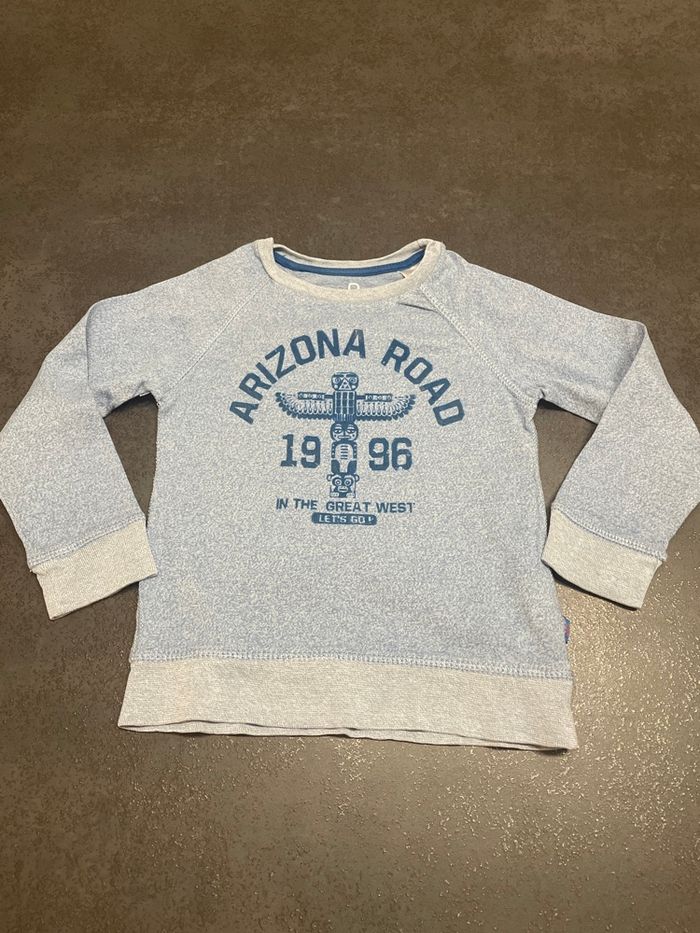 ARIZONA ROAD
19 96
IN THE GREAT WEST
LET'S GO!